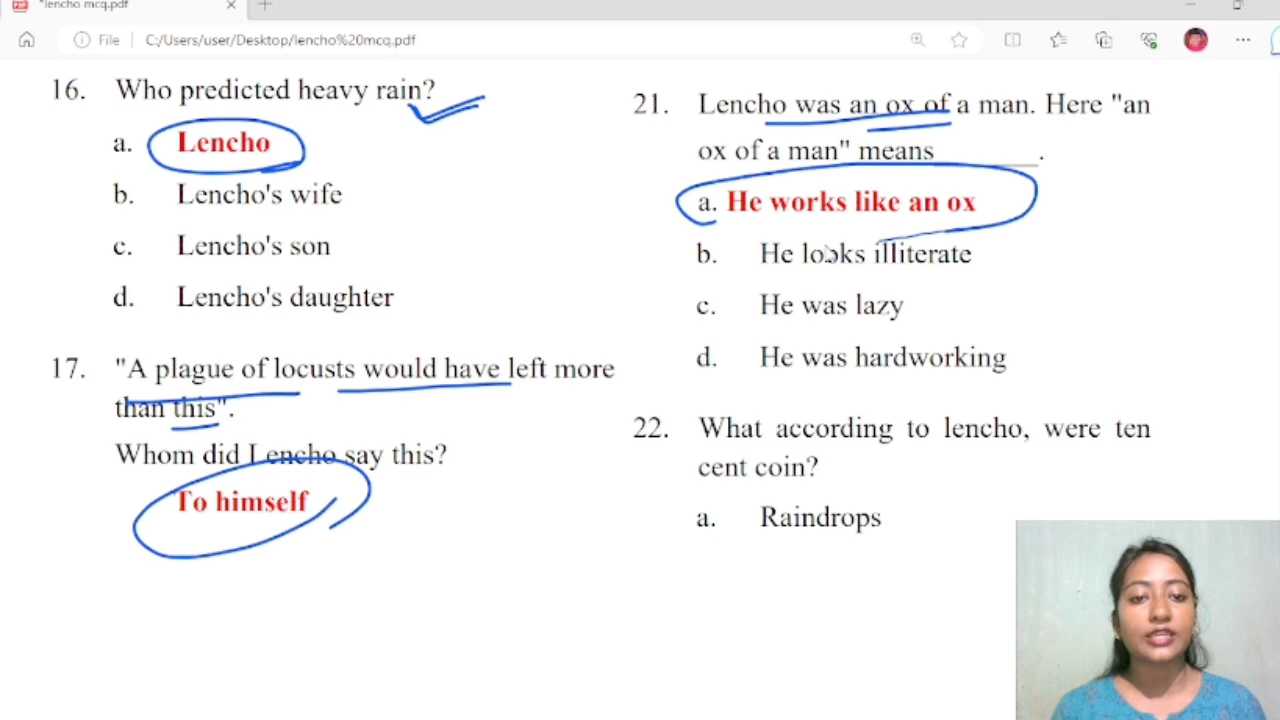 *lencho mcq.pdf
File C:/Users/user/Desktop/lencho%20mcq.pdf
16. Who predicted heavy rain?
a. Lencho
b. Lencho's wife
c. Lencho's son
d. Lencho's daughter
17. "A plague of locusts would have left more
than this".
Whom did Lencho say this?
To himself
21. Lencho was an ox of a man. Here "an
ox of a man" means ________.
a. He works like an ox
b. He looks illiterate
c. He was lazy
d. He was hardworking
22. What according to lencho, were ten
cent coin?
a. Raindrops